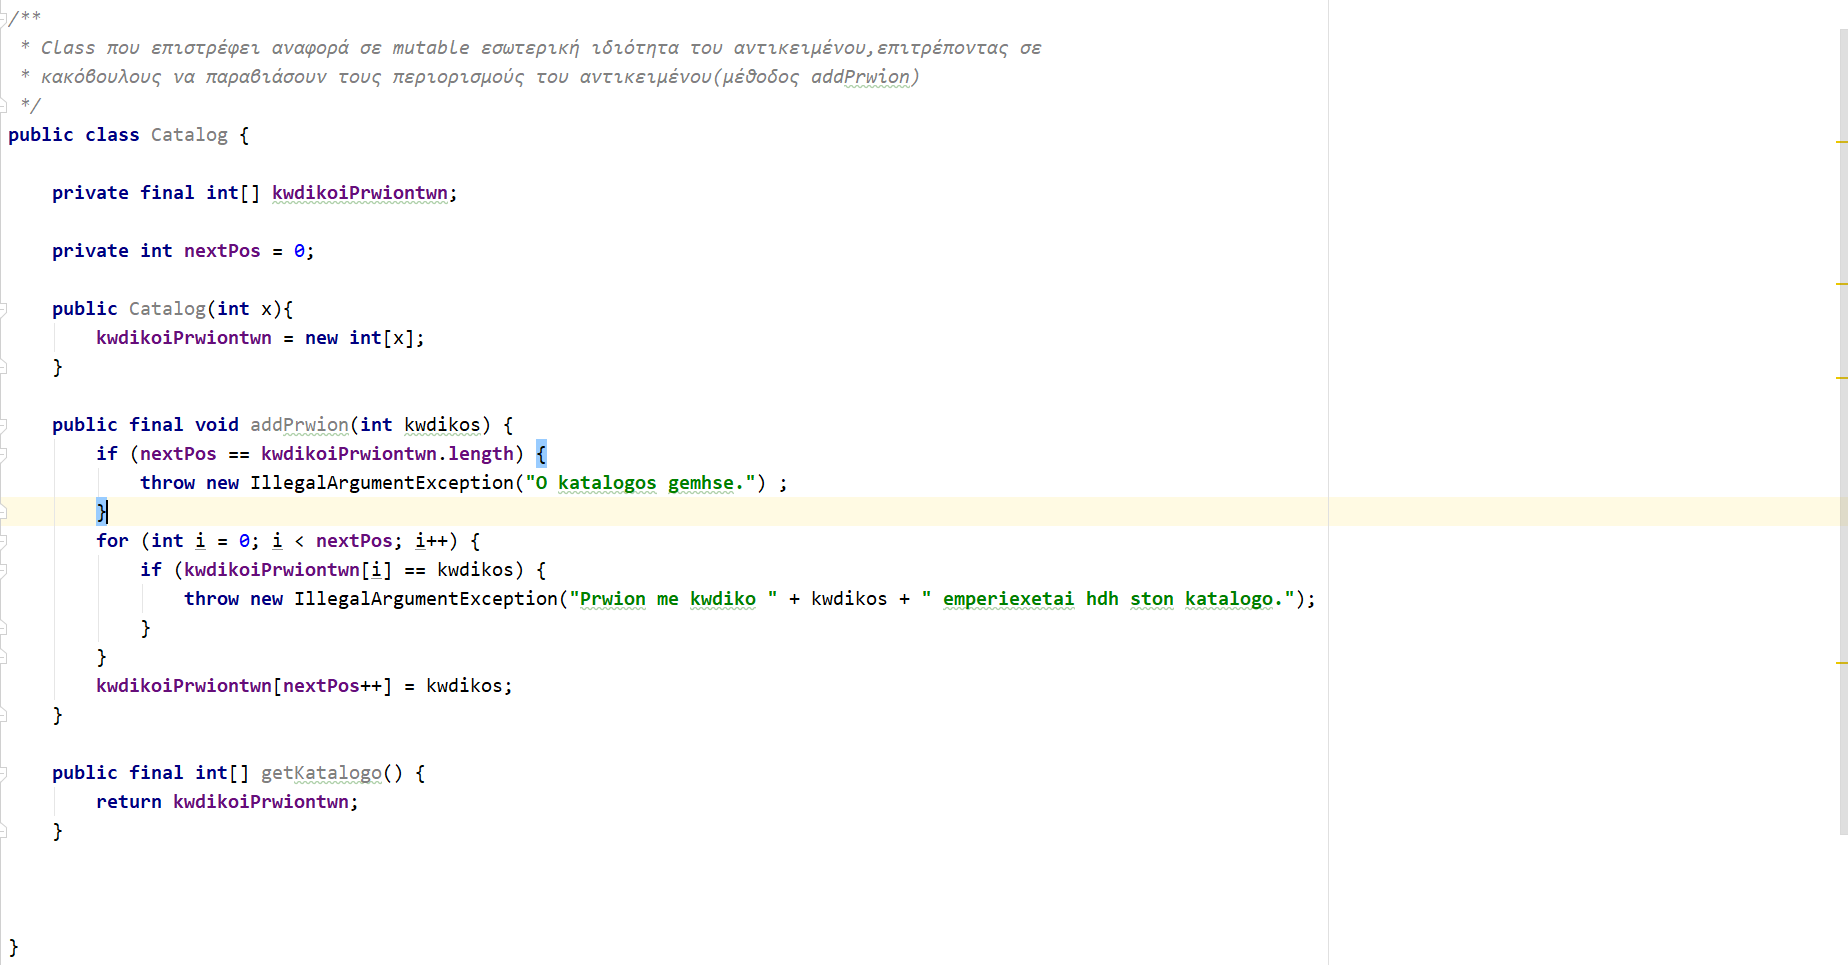 /**
 * Class που επιστρέφει αναφορά σε mutable εσωτερική ιδιότητα του αντικειμένου,επιτρέποντας σε
 * κακόβουλους να παραβιάσουν τους περιορισμούς του αντικειμένου(μέθοδος addPrwion)
 */
public class Catalog {
    private final int[] kwdikoiPrwiontwn;
    private int nextPos = 0;
    public Catalog(int x){
        kwdikoiPrwiontwn = new int[x];
    }
    public final void addPrwion(int kwdikos) {
        if (nextPos == kwdikoiPrwiontwn.length) {
            throw new IllegalArgumentException("O katalogos gemhse.") ;
        }
        for (int i = 0; i < nextPos; i++) {
            if (kwdikoiPrwiontwn[i] == kwdikos) {
                throw new IllegalArgumentException("Prwion me kwdiko " + kwdikos + " emperiexetai hdh ston katalogo.");
            }
        }
        kwdikoiPrwiontwn[nextPos++] = kwdikos;
    }
    public final int[] getKatalogo() {
        return kwdikoiPrwiontwn;
    }
}